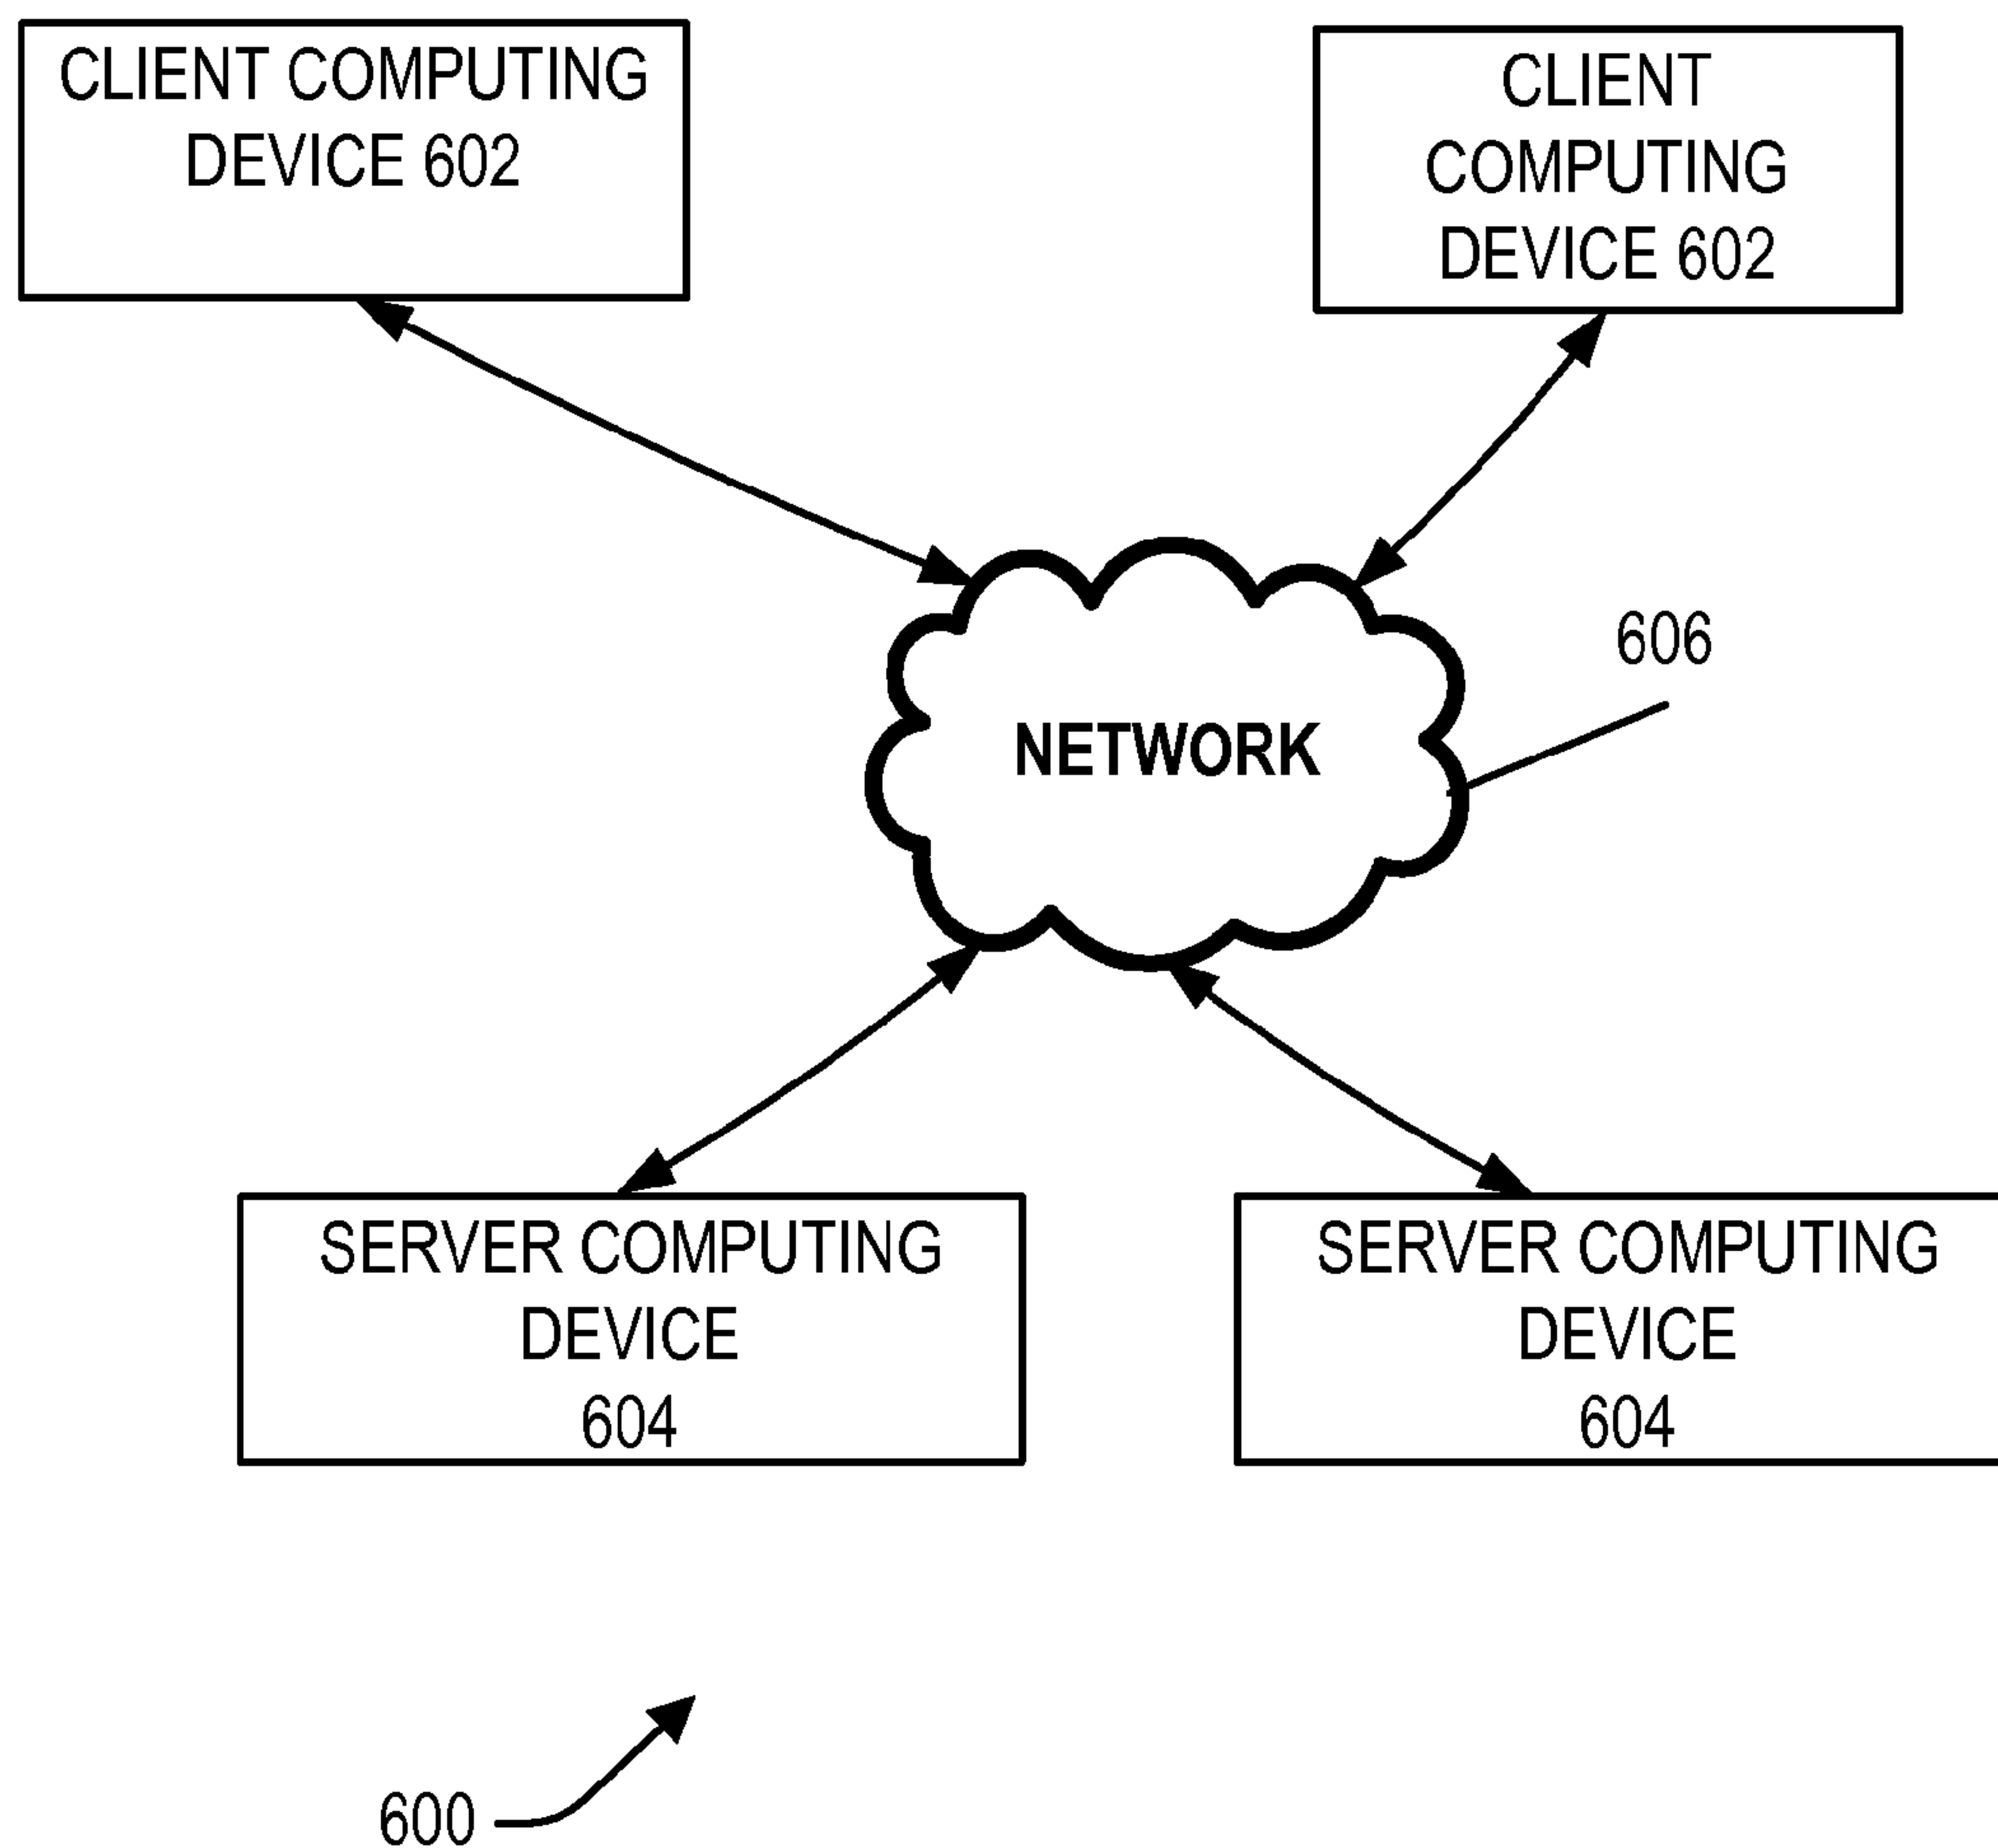 CLIENT COMPUTING
DEVICE 602
CLIENT
COMPUTING
DEVICE 602
606
NETWORK
SERVER COMPUTING
DEVICE
604
SERVER COMPUTING
DEVICE
604
600